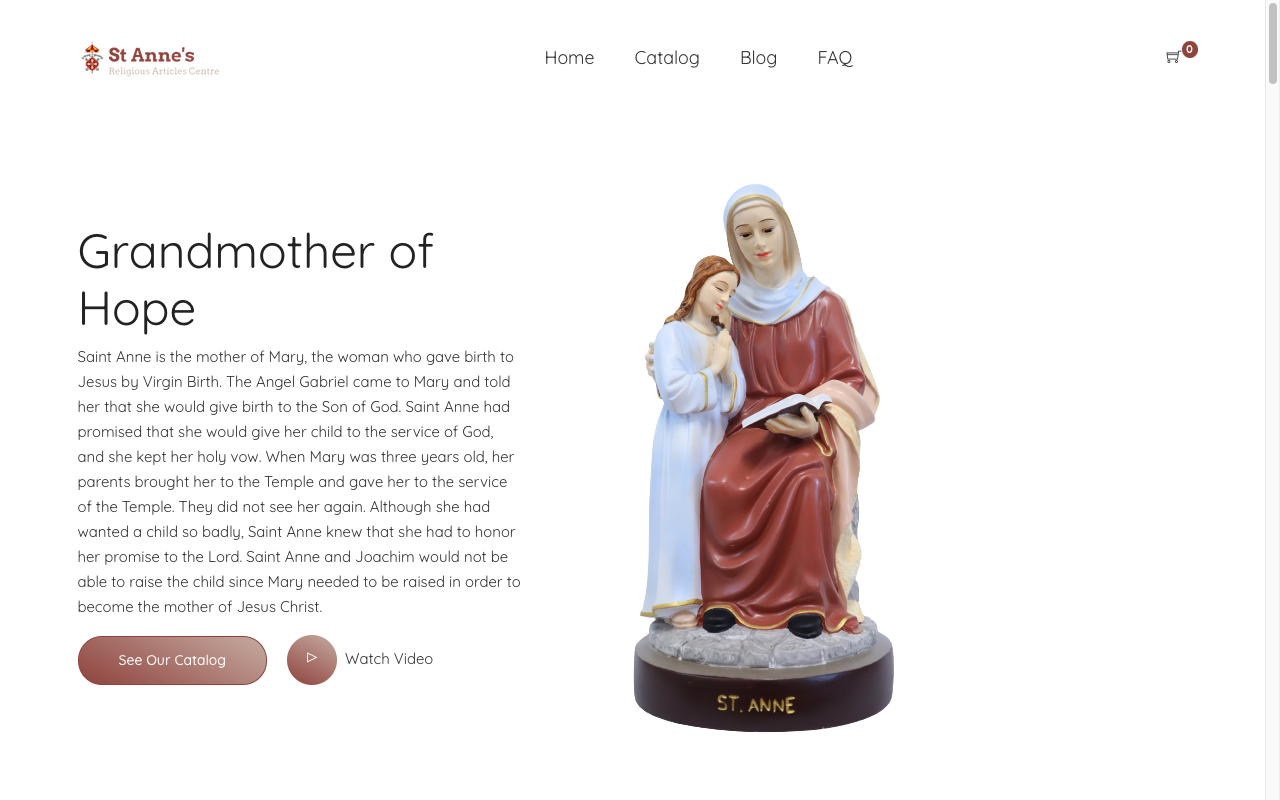 St Anne's
Religious Articles Centre
Home
Catalog
Blog
FAQ
0
Grandmother of
Hope
Saint Anne is the mother of Mary, the woman who gave birth to
Jesus by Virgin Birth. The Angel Gabriel came to Mary and told
her that she would give birth to the Son of God. Saint Anne had
promised that she would give her child to the service of God,
and she kept her holy vow. When Mary was three years old, her
parents brought her to the Temple and gave her to the service
of the Temple. They did not see her again. Although she had
wanted a child so badly, Saint Anne knew that she had to honor
her promise to the Lord. Saint Anne and Joachim would not be
able to raise the child since Mary needed to be raised in order to
become the mother of Jesus Christ.
See Our Catalog
Watch Video
ST. ANNE